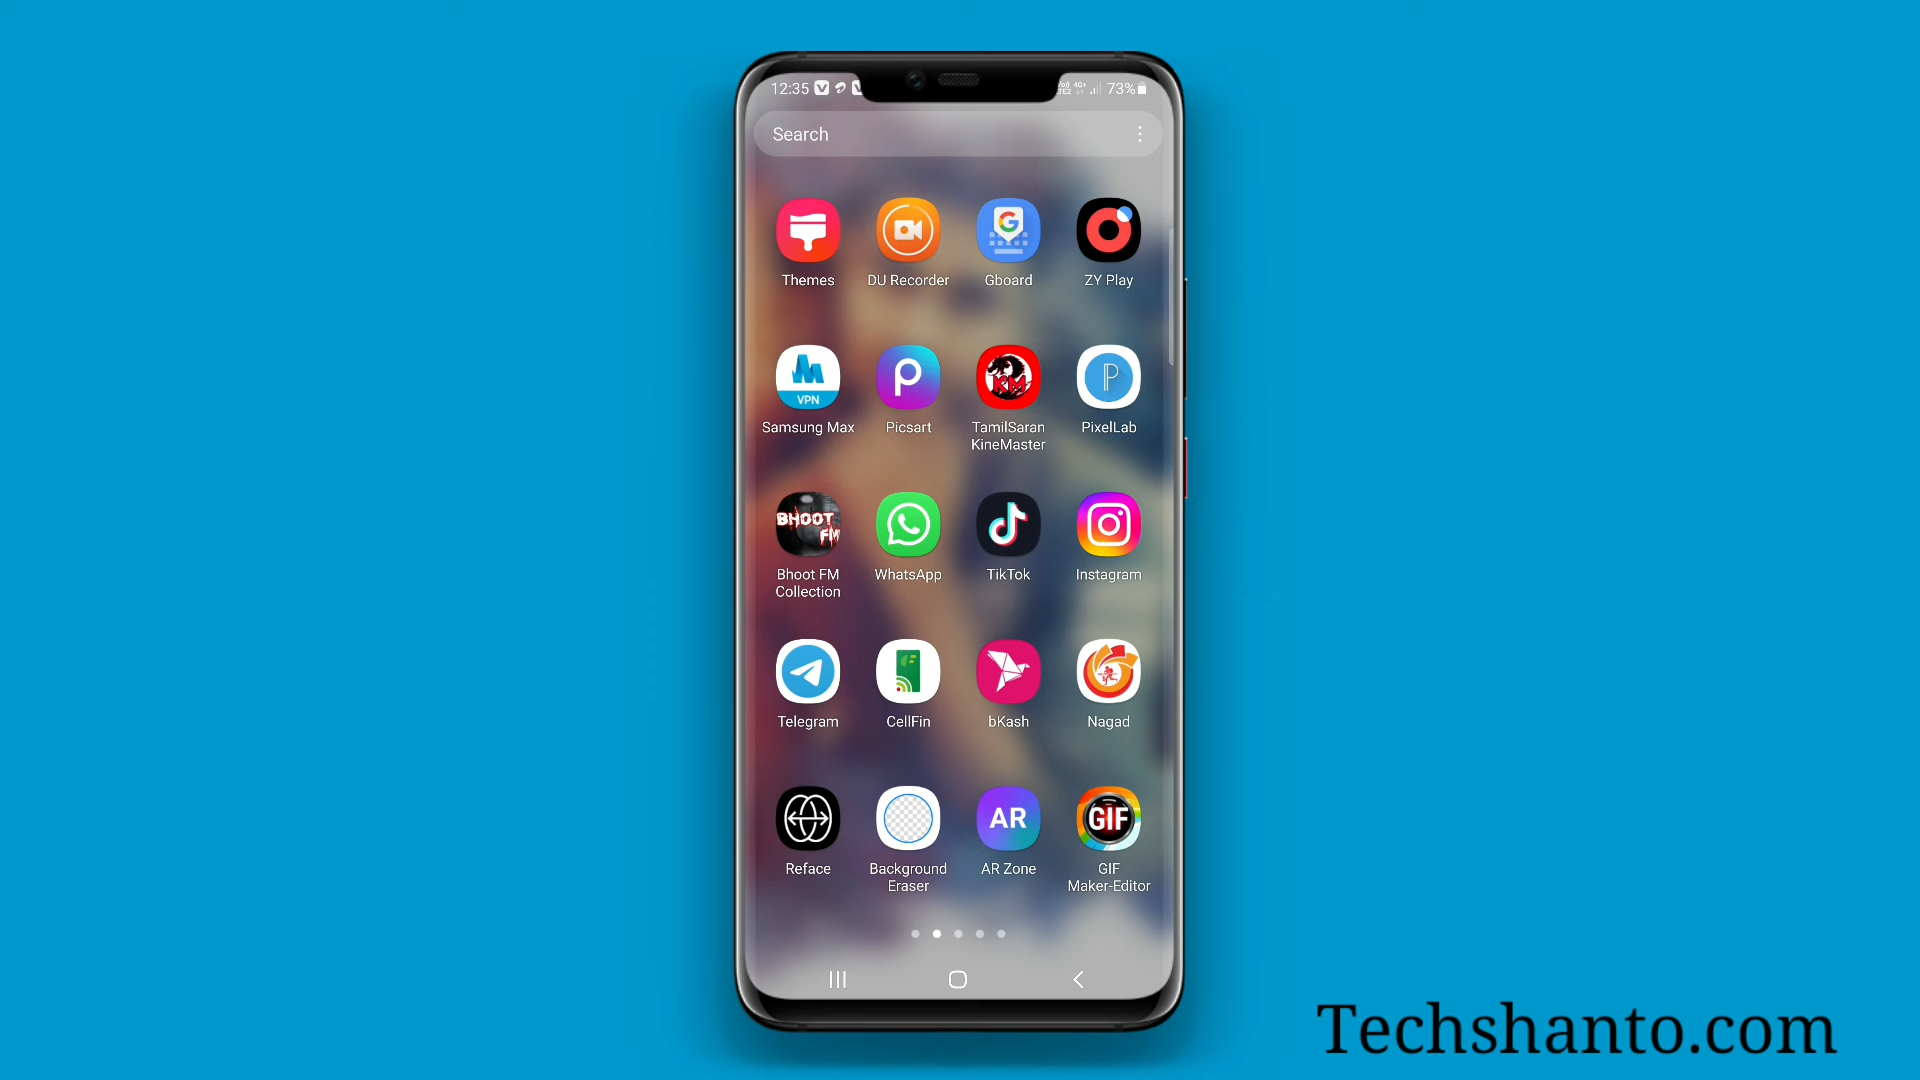 12:35 73%
Search
Themes DU Recorder Gboard ZY Play
VPN
Samsung Max Picsart TamilSaran PixelLab
KineMaster
BHOOT
FM
Bhoot FM WhatsApp TikTok Instagram
Collection
Telegram CellFin bKash Nagad
AR GIF
Reface Background AR Zone GIF
Eraser Maker-Editor
Techshanto.com